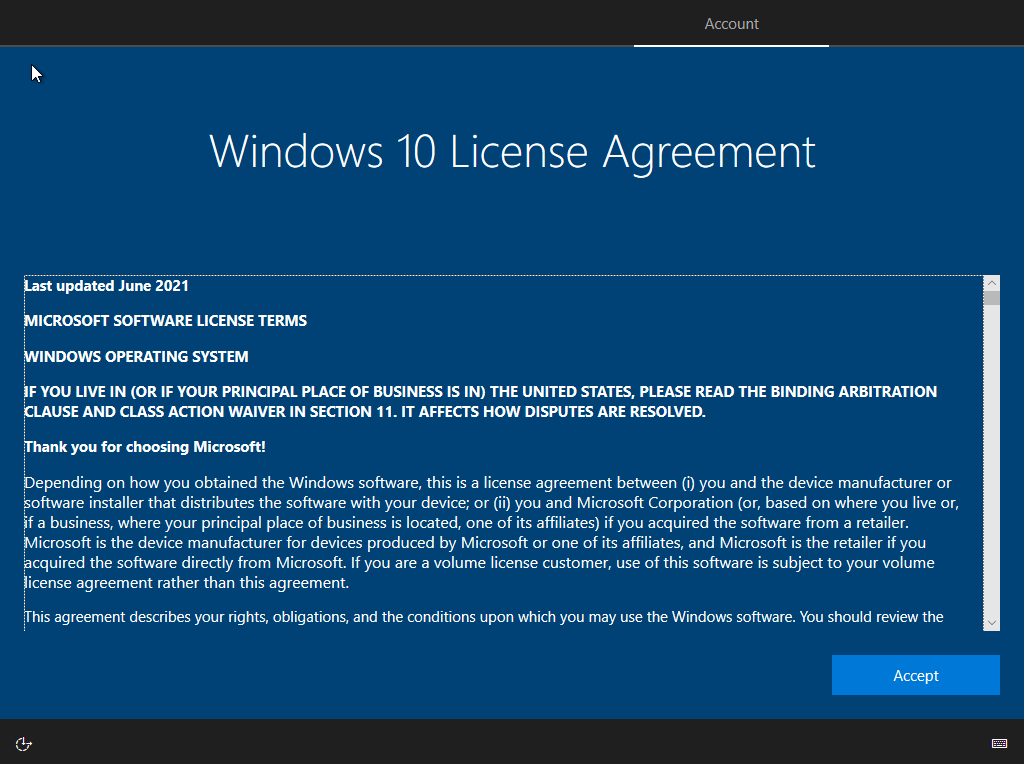 Account
Windows 10 License Agreement
Last updated June 2021
MICROSOFT SOFTWARE LICENSE TERMS
WINDOWS OPERATING SYSTEM
IF YOU LIVE IN (OR IF YOUR PRINCIPAL PLACE OF BUSINESS IS IN) THE UNITED STATES, PLEASE READ THE BINDING ARBITRATION
CLAUSE AND CLASS ACTION WAIVER IN SECTION 11. IT AFFECTS HOW DISPUTES ARE RESOLVED.
Thank you for choosing Microsoft!
Depending on how you obtained the Windows software, this is a license agreement between (i) you and the device manufacturer or
software installer that distributes the software with your device; or (ii) you and Microsoft Corporation (or, based on where you live or,
if a business, where your principal place of business is located, one of its affiliates) if you acquired the software from a retailer.
Microsoft is the device manufacturer for devices produced by Microsoft or one of its affiliates, and Microsoft is the retailer if you
acquired the software directly from Microsoft. If you are a volume license customer, use of this software is subject to your volume
license agreement rather than this agreement.
This agreement describes your rights, obligations, and the conditions upon which you may use the Windows software. You should review the
Accept